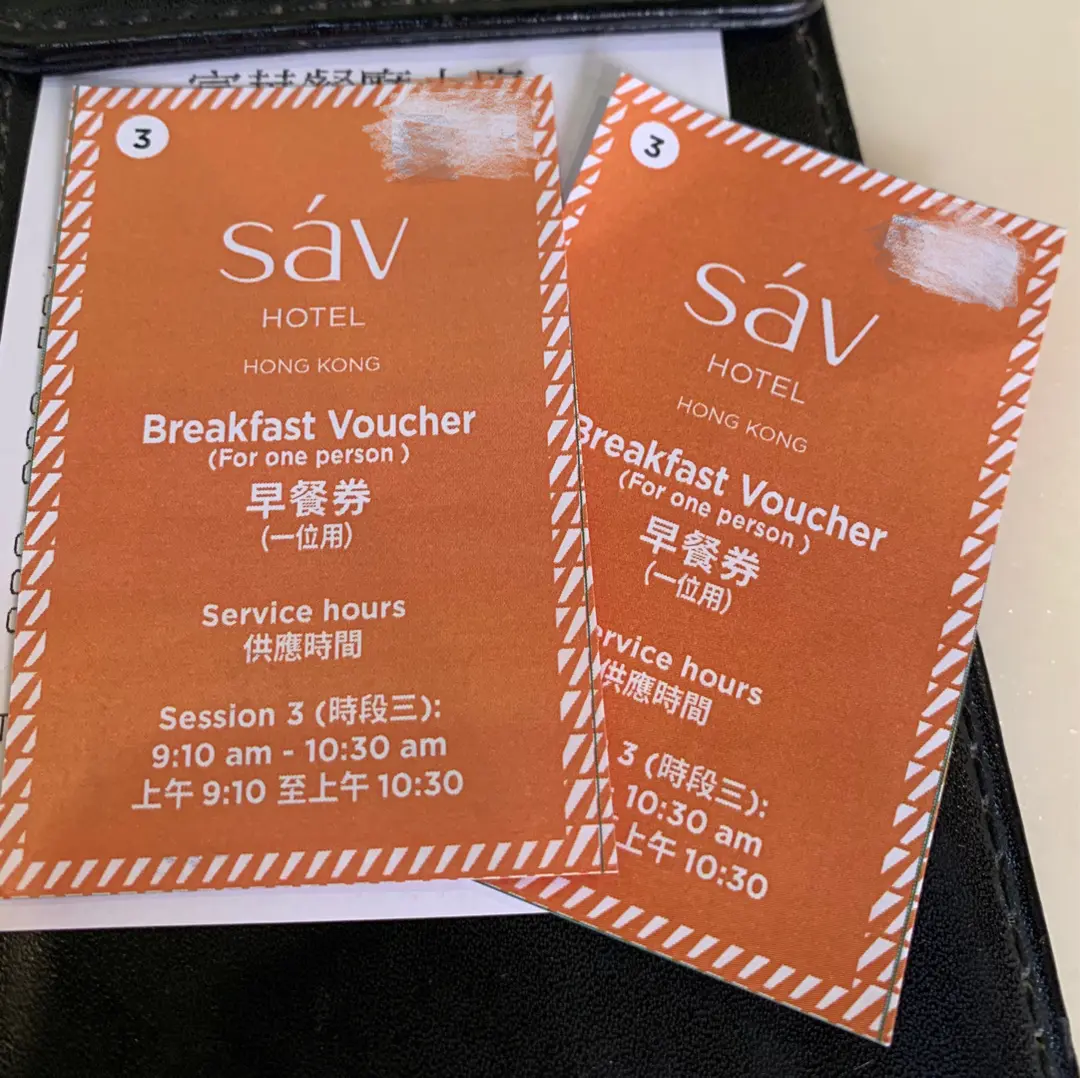 3
sáv
HOTEL
HONG KONG
Breakfast Voucher
(For one person)
早餐券
(一位用)
Service hours
供應時間
Session 3 (時段三):
9:10 am - 10:30 am
上午 9:10 至上午 10:30
3
sáv
HOTEL
HONG KONG
Breakfast Voucher
(For one person)
早餐券
(一位用)
hours
供應時間
3 (時段三):
10:30 am
上午 10:30